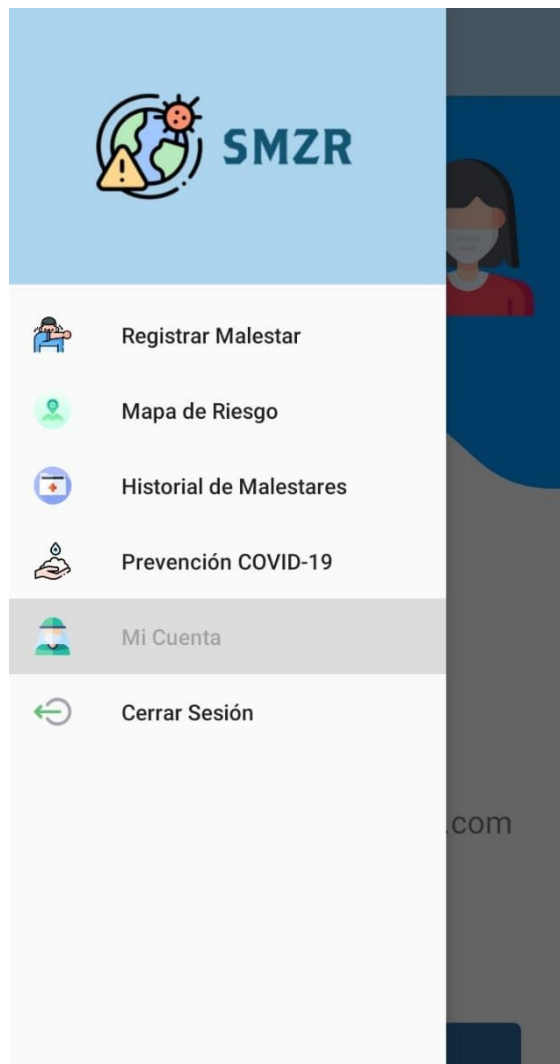 SMZR
Registrar Malestar
Mapa de Riesgo
Historial de Malestares
Prevención COVID-19
Mi Cuenta
Cerrar Sesión
.com